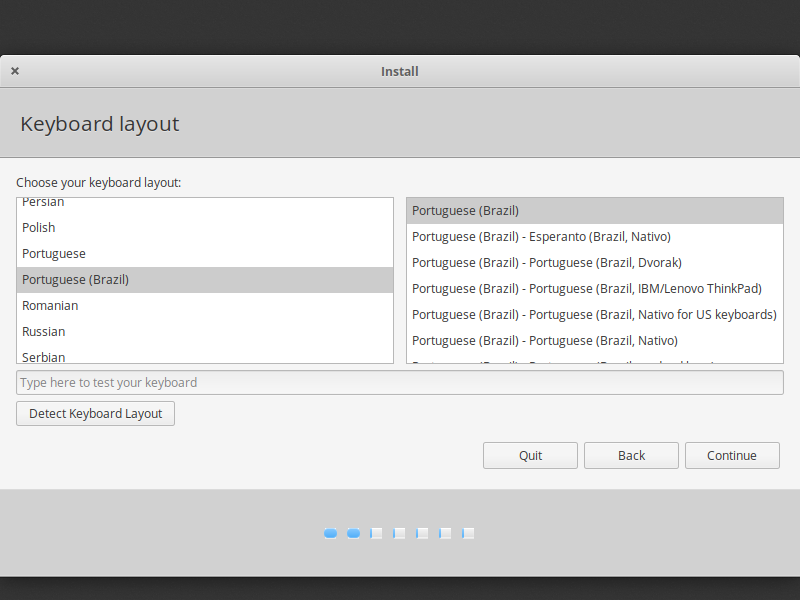 Install
Keyboard layout
Choose your keyboard layout:
Persian
Polish
Portuguese
Portuguese (Brazil)
Romanian
Russian
Serbian
Portuguese (Brazil)
Portuguese (Brazil) - Esperanto (Brazil, Nativo)
Portuguese (Brazil) - Portuguese (Brazil, Dvorak)
Portuguese (Brazil) - Portuguese (Brazil, IBM/Lenovo ThinkPad)
Portuguese (Brazil) - Portuguese (Brazil, Nativo for US keyboards)
Portuguese (Brazil) - Portuguese (Brazil, Nativo)
Type here to test your keyboard
Detect Keyboard Layout
Quit
Back
Continue